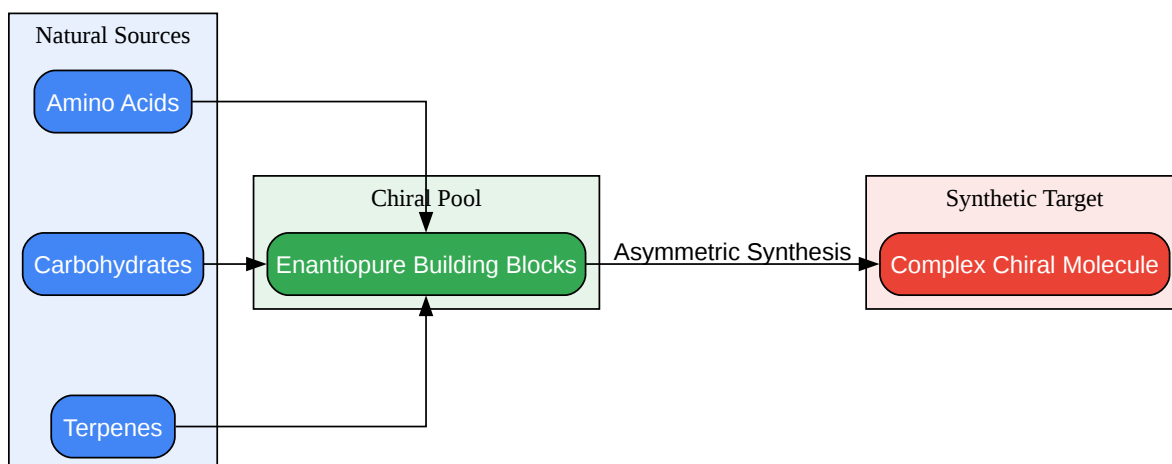 Natural Sources
Amino Acids
Carbohydrates
Terpenes
Chiral Pool
Enantiopure Building Blocks
Asymmetric Synthesis
Synthetic Target
Complex Chiral Molecule